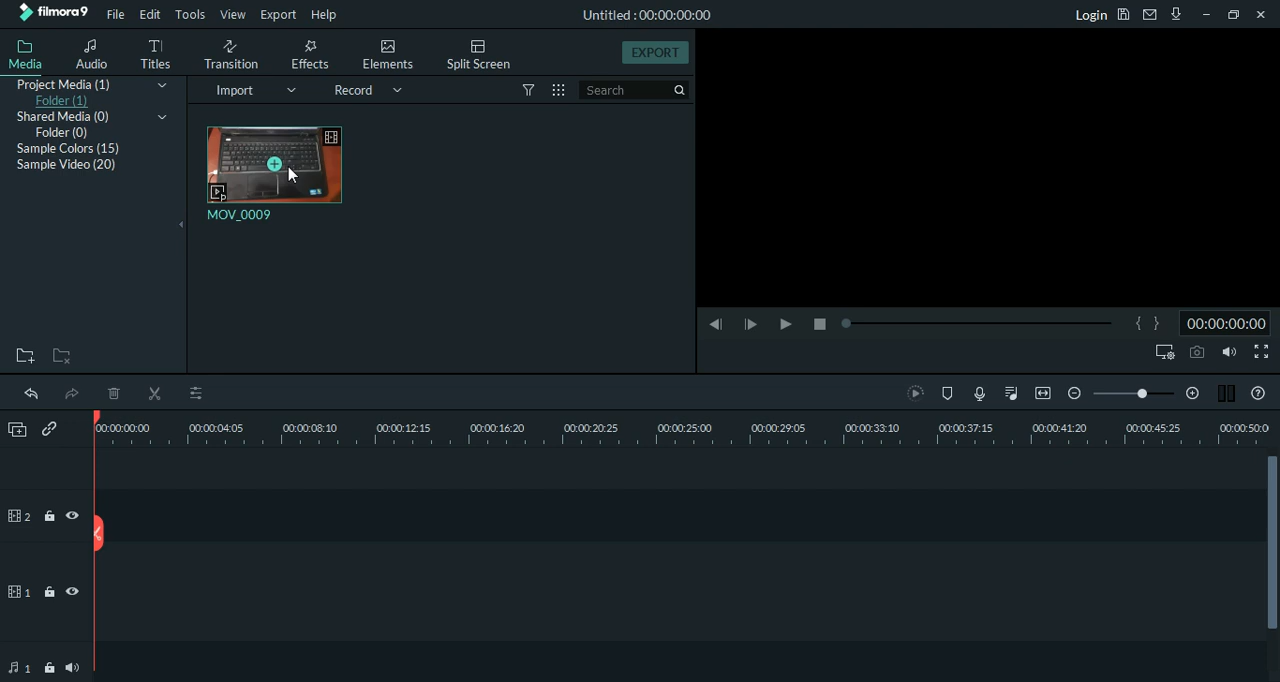 filmora9 File Edit Tools View Export Help Untitled : 00:00:00:00 Login
Media Audio Titles Transition Effects Elements Split Screen EXPORT
Project Media (1)
Folder (1)
Shared Media (0)
Folder (0)
Sample Colors (15)
Sample Video (20)
Import Record Search
MOV_0009
{ } 00:00:00:00
00:00:00:00 00:00:04:05 00:00:08:10 00:00:12:15 00:00:16:20 00:00:20:25 00:00:25:00 00:00:29:05 00:00:33:10 00:00:37:15 00:00:41:20 00:00:45:25 00:00:50:0
2
1
1